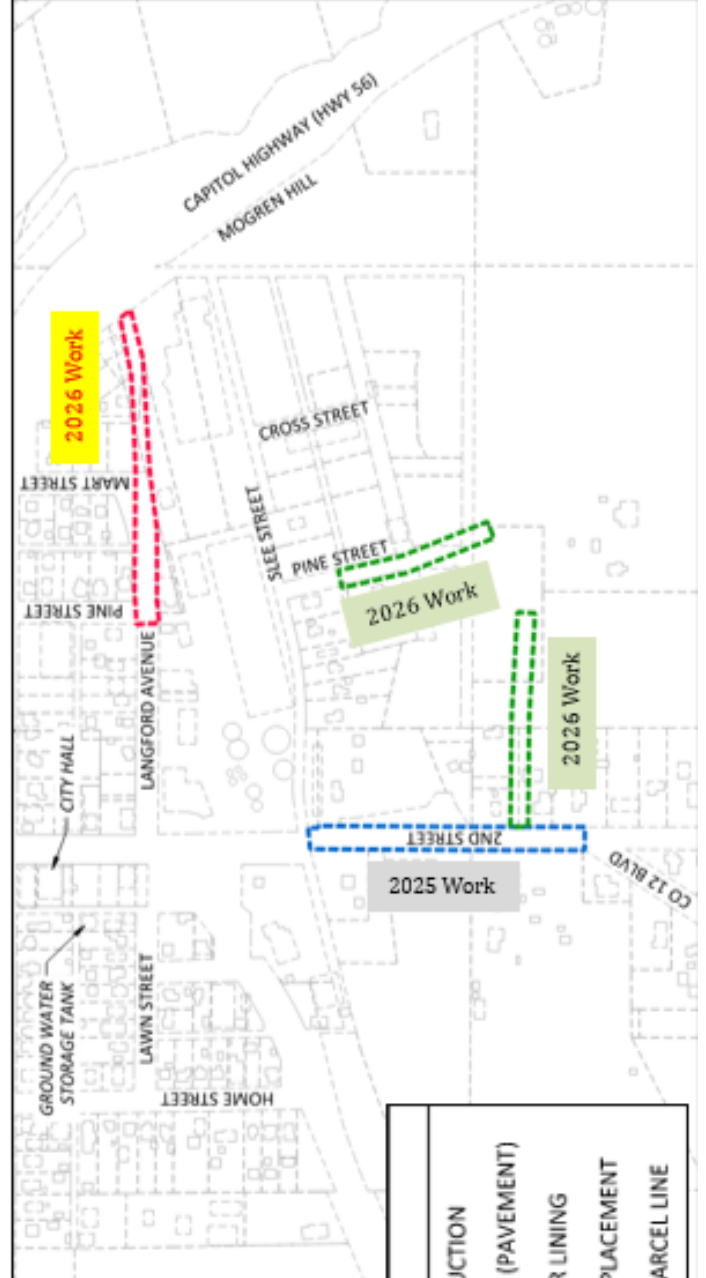 CAPITOL HIGHWAY (HWY 56)
MOGREN HILL
2026 Work
MART STREET
CROSS STREET
SLEE STREET
PINE STREET
PINE STREET
2026 Work
LANGFORD AVENUE
CITY HALL
2026 Work
2ND STREET
2025 Work
CO 12 BLVD
GROUND WATER
STORAGE TANK
LAWN STREET
HOME STREET
UCTION
(PAVEMENT)
R LINING
PLACEMENT
ARCEL LINE